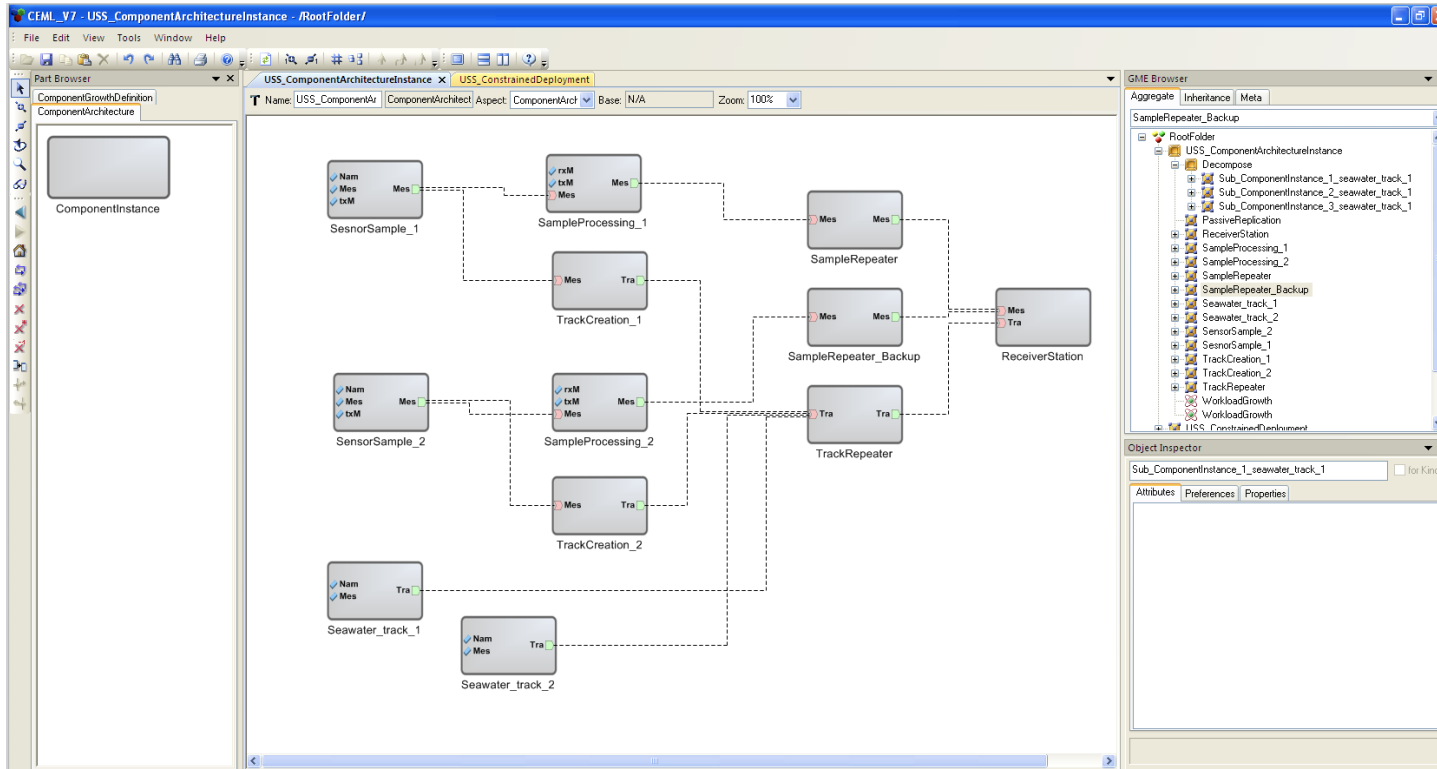 CEML_V7 - USS_ComponentArchitectureInstance - /RootFolder/
File Edit View Tools Window Help
Part Browser
ComponentGrowthDefinition
ComponentArchitecture
ComponentInstance
USS_ComponentArchitectureInstance
USS_ConstrainedDeployment
Name: USS_ComponentAr ComponentArchitect Aspect: ComponentArch Base: N/A Zoom: 100%
Nam
Mes
txM
Mes
SesnorSample_1
rxM
txM
Mes
Mes
SampleProcessing_1
Mes Tra
TrackCreation_1
Mes Mes
SampleRepeater
Mes Mes
SampleRepeater_Backup
Mes
Tra
ReceiverStation
Nam
Mes
txM
Mes
SensorSample_2
rxM
txM
Mes
Mes
SampleProcessing_2
Tra Tra
TrackRepeater
Mes Tra
TrackCreation_2
Nam
Mes
Tra
Seawater_track_1
Nam
Mes
Tra
Seawater_track_2
GME Browser
Aggregate Inheritance Meta
SampleRepeater_Backup
RootFolder
USS_ComponentArchitectureInstance
Decompose
Sub_ComponentInstance_1_seawater_track_1
Sub_ComponentInstance_2_seawater_track_1
Sub_ComponentInstance_3_seawater_track_1
PassiveReplication
ReceiverStation
SampleProcessing_1
SampleProcessing_2
SampleRepeater
SampleRepeater_Backup
Seawater_track_1
Seawater_track_2
SensorSample_2
SesnorSample_1
TrackCreation_1
TrackCreation_2
TrackRepeater
WorkloadGrowth
WorkloadGrowth
USS_ConstrainedDeployment
Object Inspector
Sub_ComponentInstance_1_seawater_track_1
for Kind
Attributes Preferences Properties